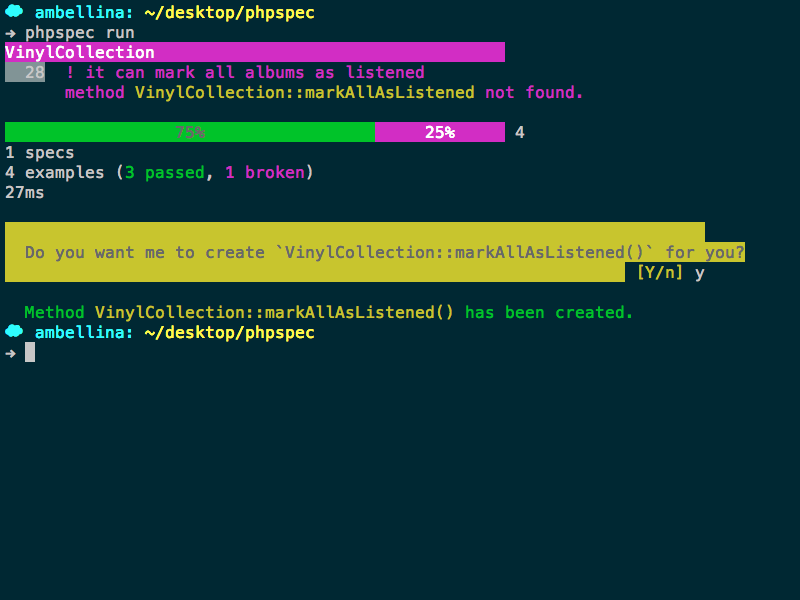 ambellina: ~/desktop/phpspec
→ phpspec run
VinylCollection
28 ! it can mark all albums as listened
method VinylCollection::markAllAsListened not found.
75% 25% 4
1 specs
4 examples (3 passed, 1 broken)
27ms
Do you want me to create `VinylCollection::markAllAsListened()` for you?
[Y/n] y
Method VinylCollection::markAllAsListened() has been created.
ambellina: ~/desktop/phpspec
→